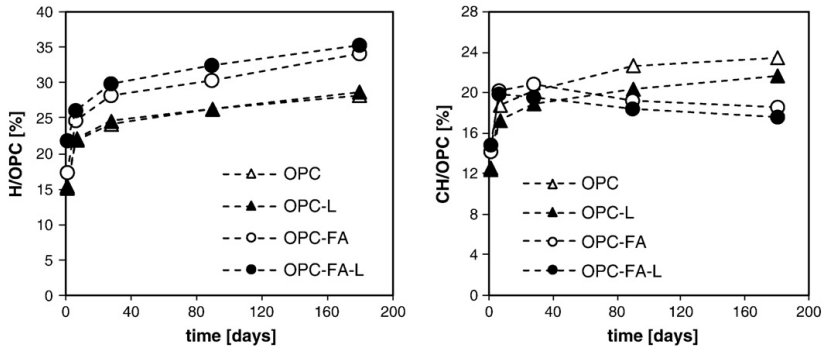 40
35
30
25
20
15
10
5
0
H/OPC [%]
OPC
OPC-L
OPC-FA
OPC-FA-L
0 40 80 120 160 200
time [days]
28
24
20
16
12
8
4
0
CH/OPC [%]
OPC
OPC-L
OPC-FA
OPC-FA-L
0 40 80 120 160 200
time [days]